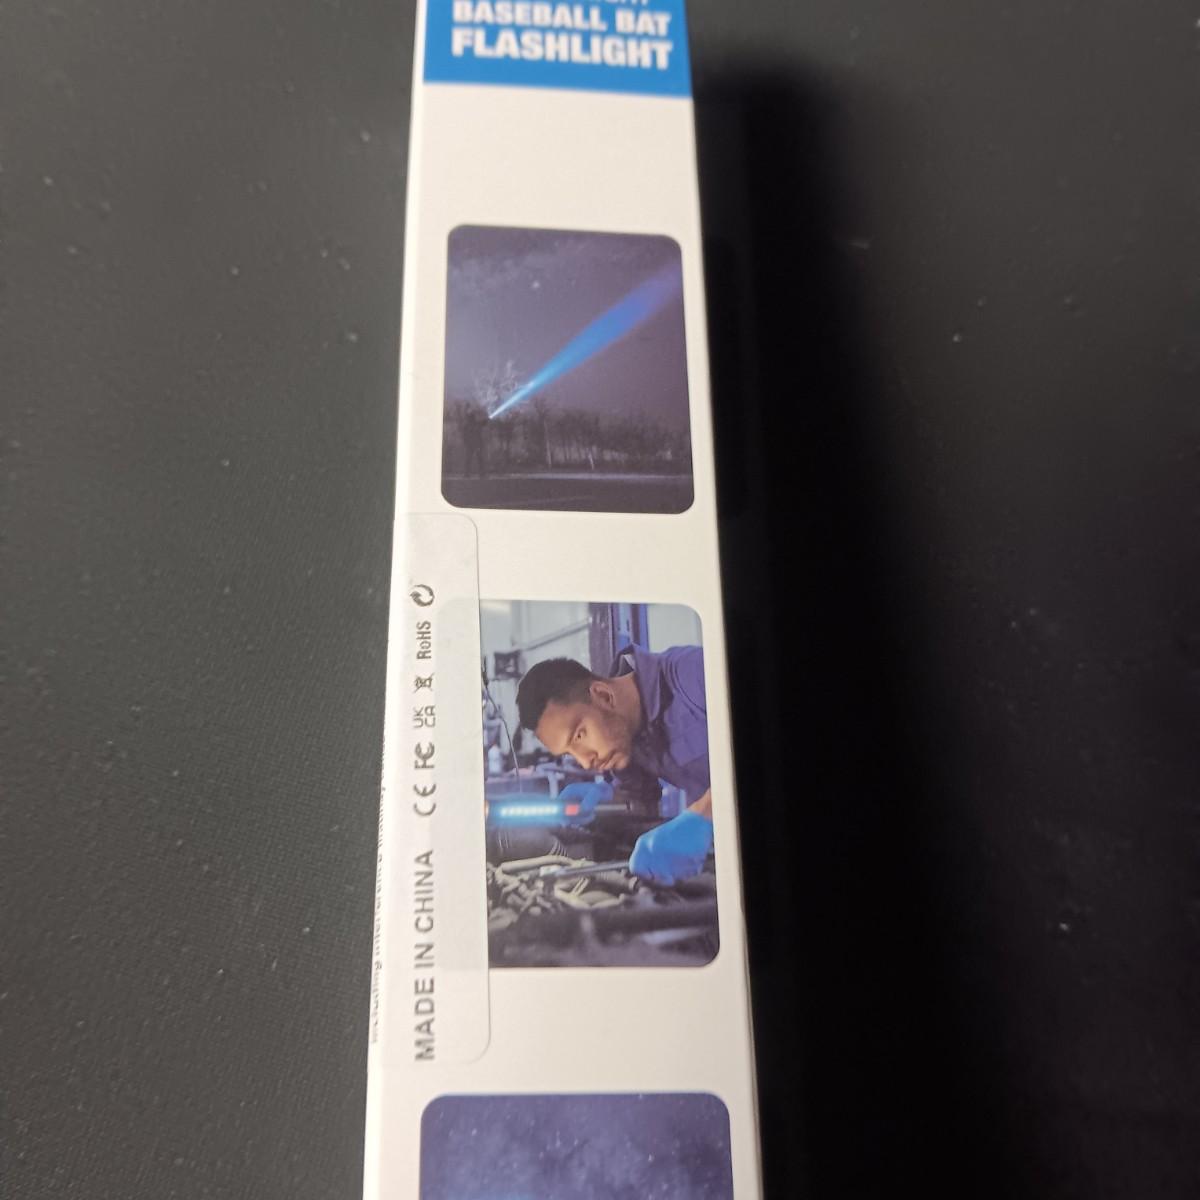 BASEBALL BAT
FLASHLIGHT
MADE IN CHINA CE FC UK CA RoHS